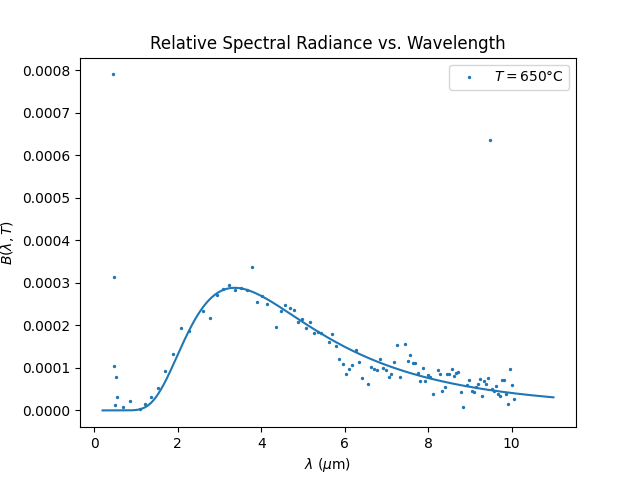 Relative Spectral Radiance vs. Wavelength
T = 650°C
0.0008
0.0007
0.0006
0.0005
0.0004
0.0003
0.0002
0.0001
0.0000
B(λ, T)
0 2 4 6 8 10
λ (μm)